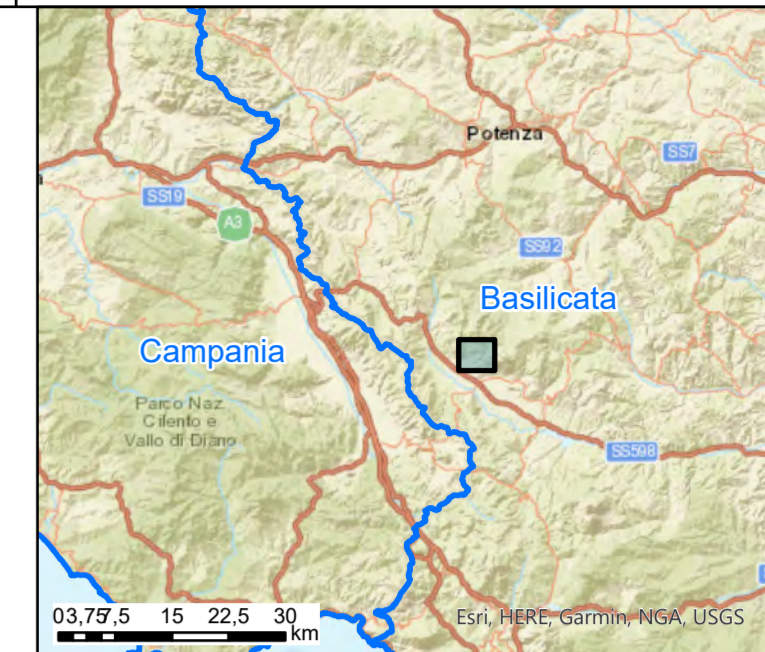 Potenza
SS7
SS19
A3
SS92
Basilicata
Campania
Parco Naz
Cilento e
Vallo di Diano
SS598
03,757,5 15 22,5 30
km
Esri, HERE, Garmin, NGA, USGS